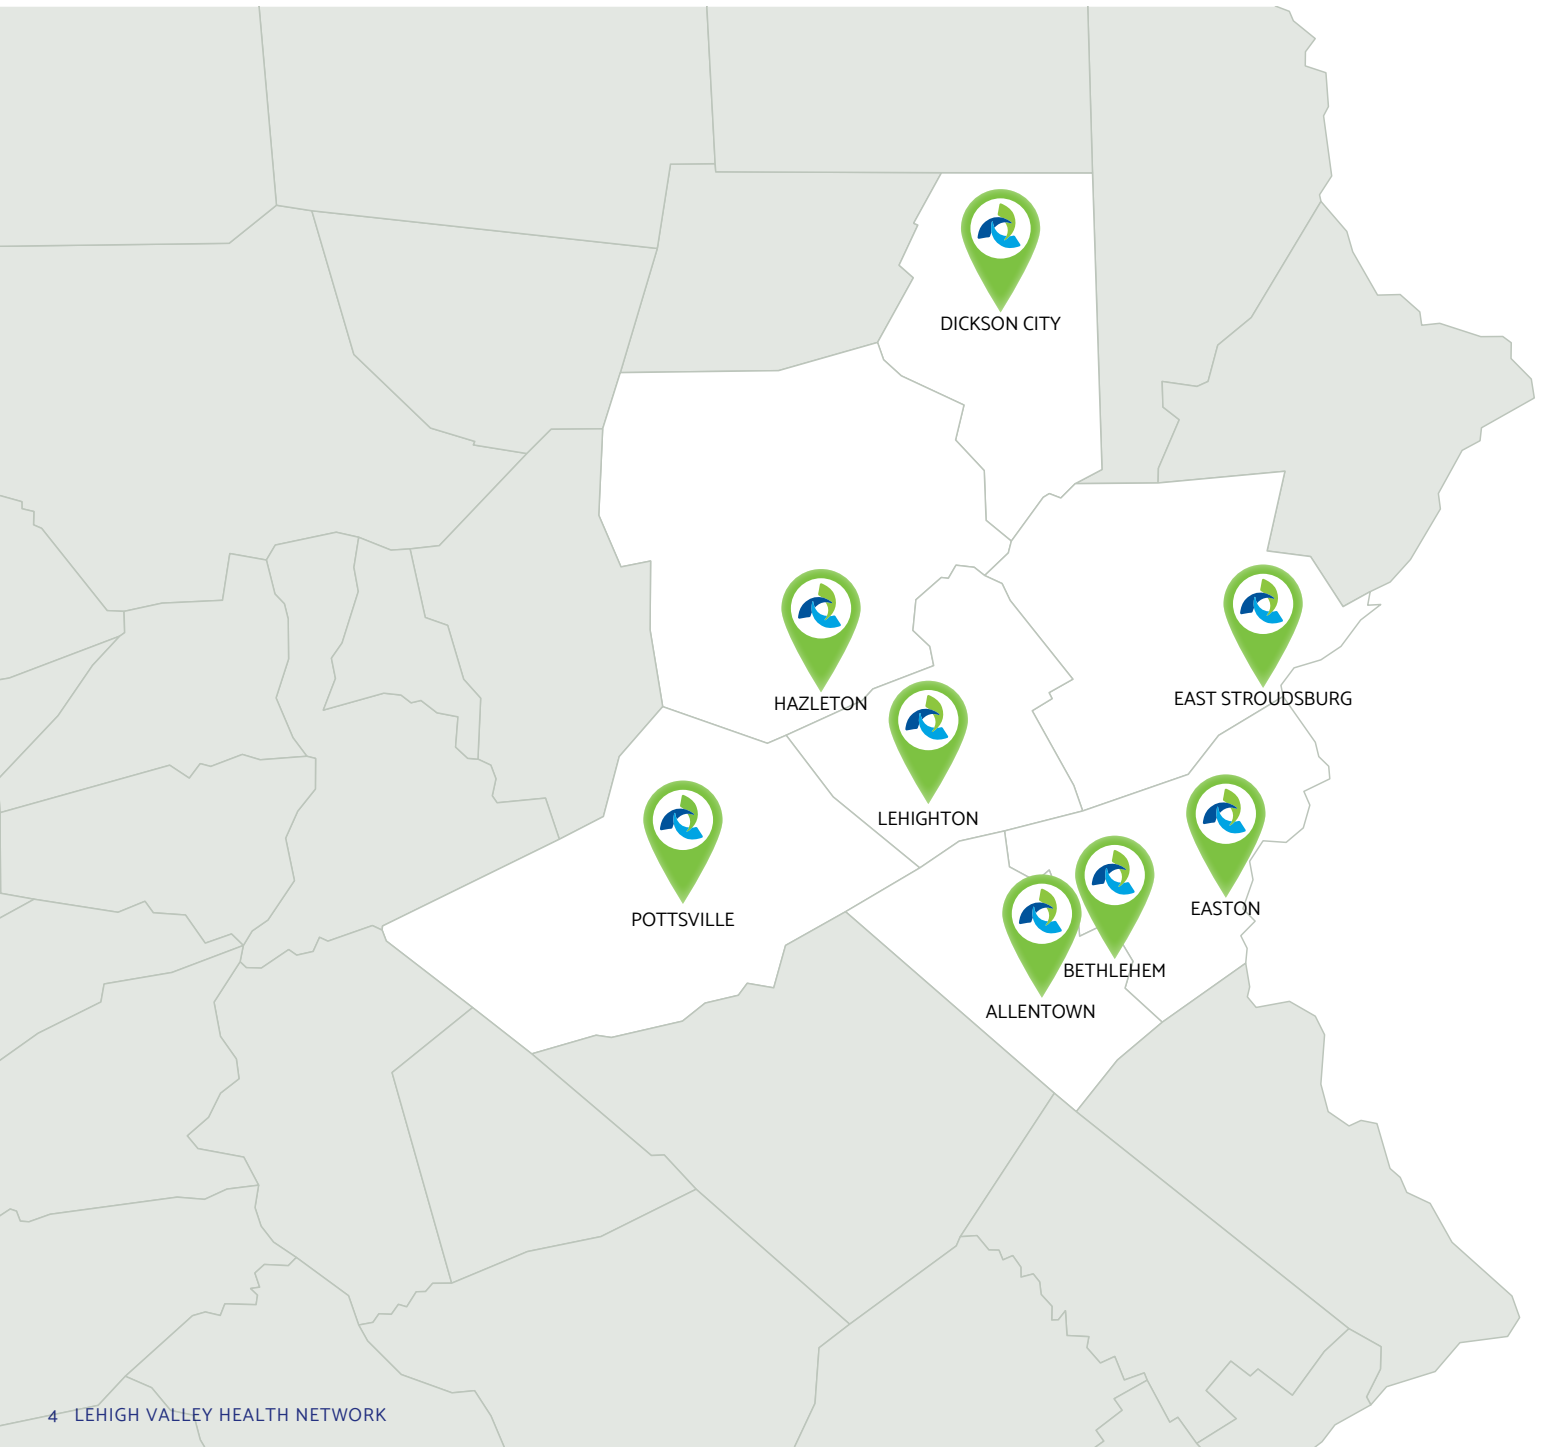 DICKSON CITY
HAZLETON
EAST STROUDSBURG
LEHIGHTON
POTTSVILLE
EASTON
BETHLEHEM
ALLENTOWN
4 LEHIGH VALLEY HEALTH NETWORK